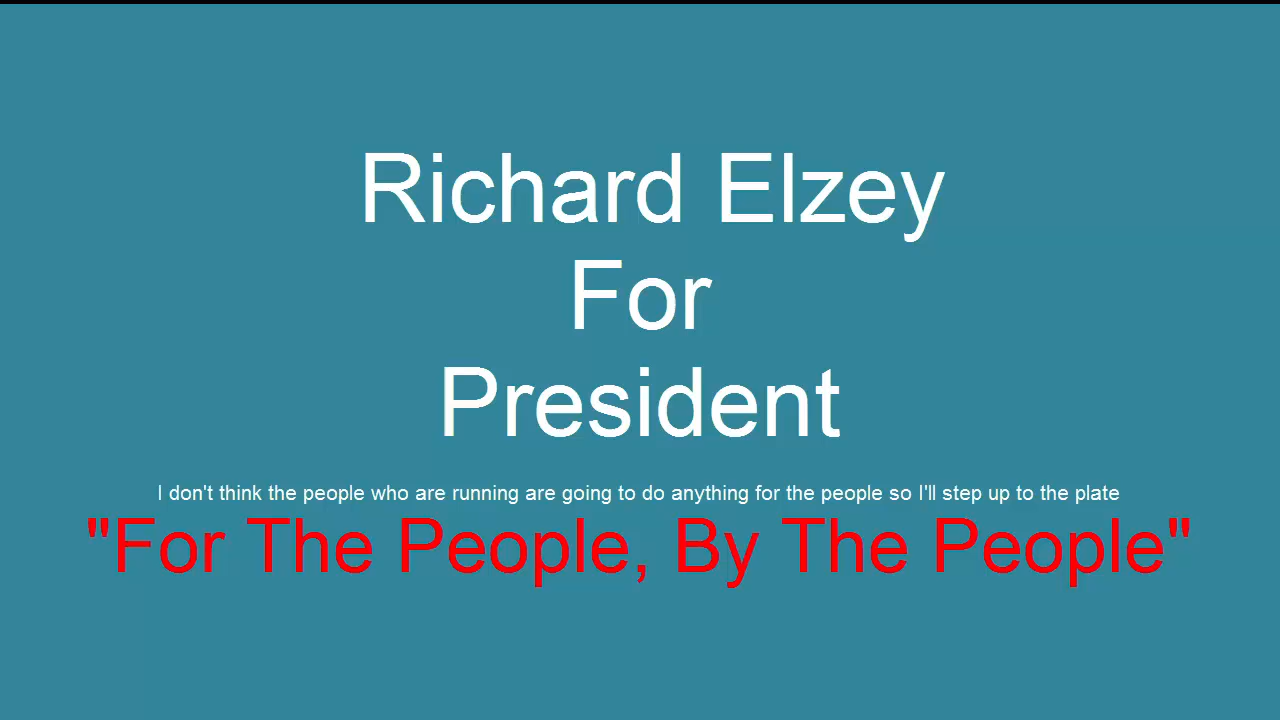 Richard Elzey
For
President
I don't think the people who are running are going to do anything for the people so I'll step up to the plate
"For The People, By The People"